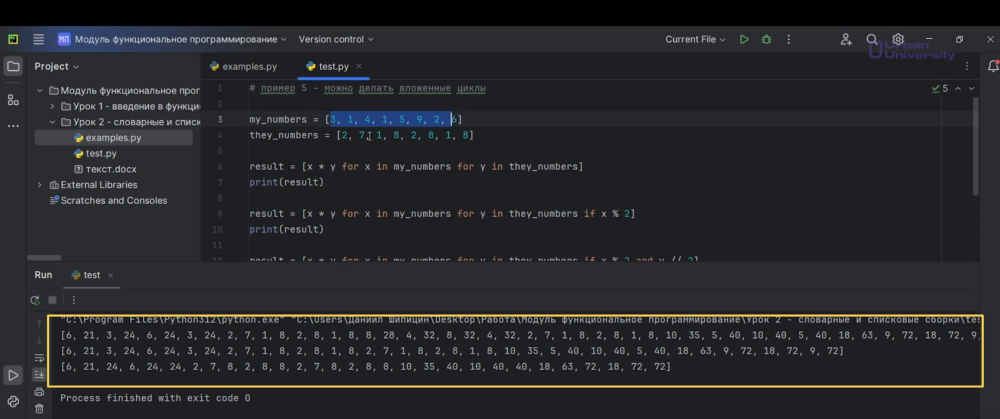 PC
МП Модуль функциональное программирование Version control Current File
Urban University
Project
examples.py test.py
Модуль функциональное прог
Урок 1 - введение в функци
Урок 2 - словарные и списк
examples.py
test.py
текст.docx
External Libraries
Scratches and Consoles
5
1 # пример 5 - можно делать вложенные циклы
2
3 my_numbers = [3, 1, 4, 1, 5, 9, 2, 6]
4 they_numbers = [2, 7, 1, 8, 2, 8, 1, 8]
5
6 result = [x * y for x in my_numbers for y in they_numbers]
7 print(result)
8
9 result = [x * y for x in my_numbers for y in they_numbers if x % 2]
10 print(result)
11
12 result = [x * y for x in my_numbers for y in they_numbers if x % 2 and y // 2]
Run test
"C:\Program Files\Python312\python.exe" "C:\Users\Даниил Шипицин\Desktop\Работа\Модуль функциональное программирование\Урок 2 - словарные и списковые сборки\tes
[6, 21, 3, 24, 6, 24, 3, 24, 2, 7, 1, 8, 2, 8, 1, 8, 8, 28, 4, 32, 8, 32, 4, 32, 2, 7, 1, 8, 2, 8, 1, 8, 10, 35, 5, 40, 10, 40, 5, 40, 18, 63, 9, 72, 18, 72, 9,
[6, 21, 3, 24, 6, 24, 3, 24, 2, 7, 1, 8, 2, 8, 1, 8, 2, 7, 1, 8, 2, 8, 1, 8, 10, 35, 5, 40, 10, 40, 5, 40, 18, 63, 9, 72, 18, 72, 9, 72]
[6, 21, 24, 6, 24, 24, 2, 7, 8, 2, 8, 8, 2, 7, 8, 2, 8, 8, 10, 35, 40, 10, 40, 40, 18, 63, 72, 18, 72, 72]
Process finished with exit code 0